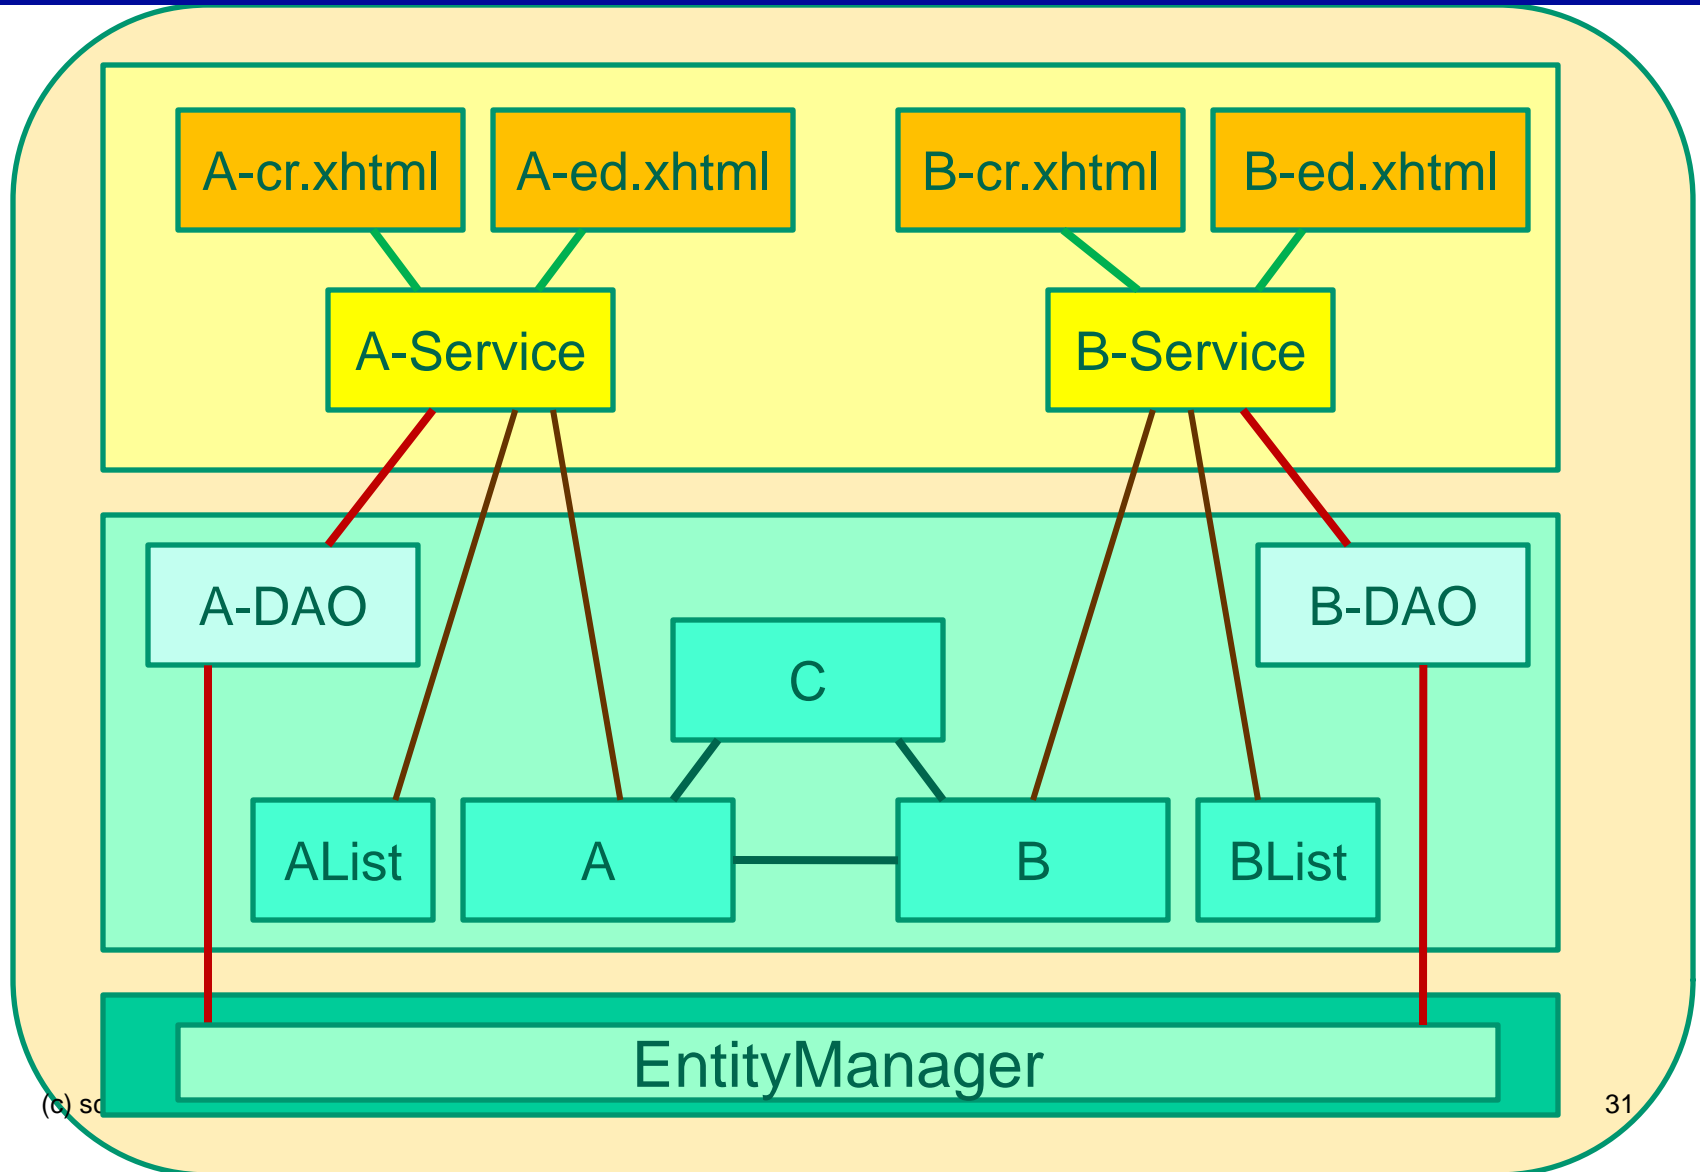 A-cr.xhtml
A-ed.xhtml
B-cr.xhtml
B-ed.xhtml
A-Service
B-Service
A-DAO
B-DAO
C
AList
A
B
BList
EntityManager
(c)
31